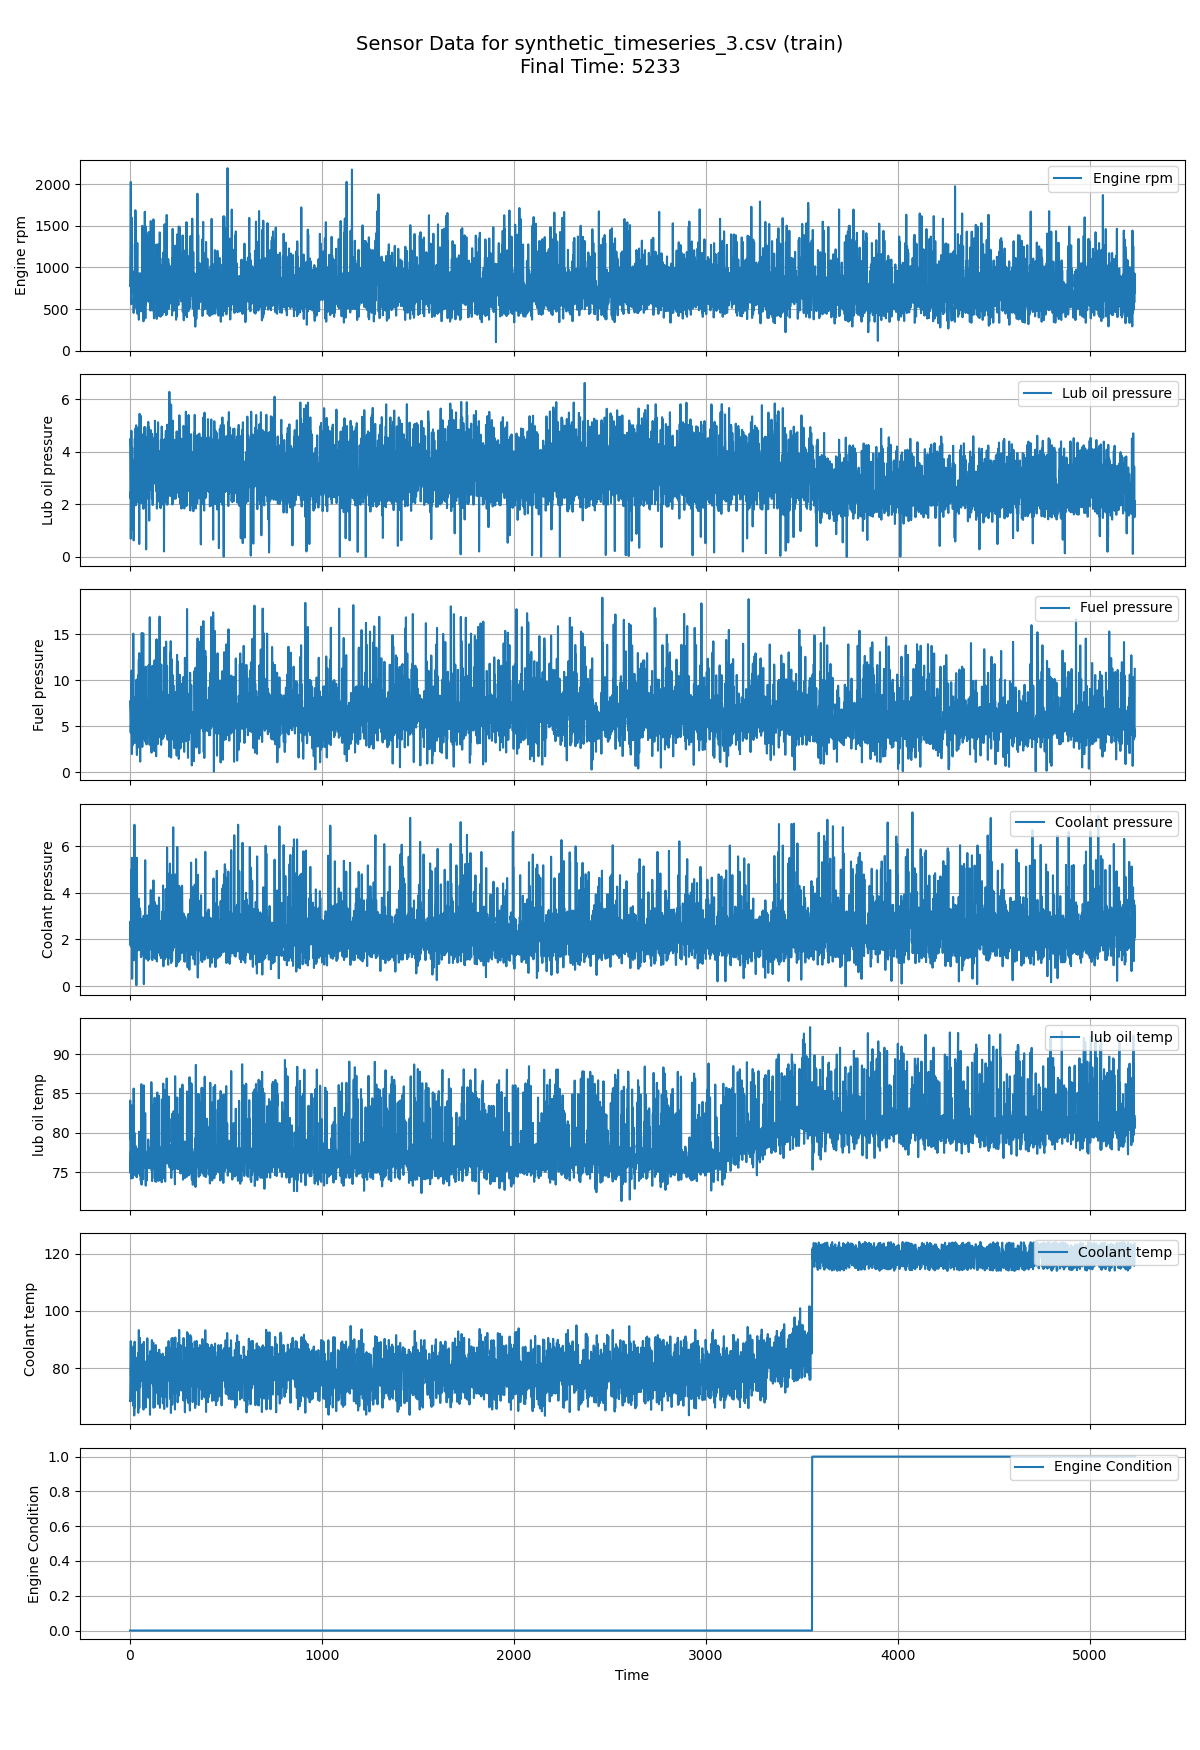 Sensor Data for synthetic_timeseries_3.csv (train)
Final Time: 5233
Engine rpm
2000
1500
1000
500
0
Engine rpm
Lub oil pressure
6
4
2
0
Lub oil pressure
Fuel pressure
15
10
5
0
Fuel pressure
Coolant pressure
6
4
2
0
Coolant pressure
lub oil temp
90
85
80
75
lub oil temp
Coolant temp
120
100
80
Coolant temp
Engine Condition
1.0
0.8
0.6
0.4
0.2
0.0
Engine Condition
0 1000 2000 3000 4000 5000
Time